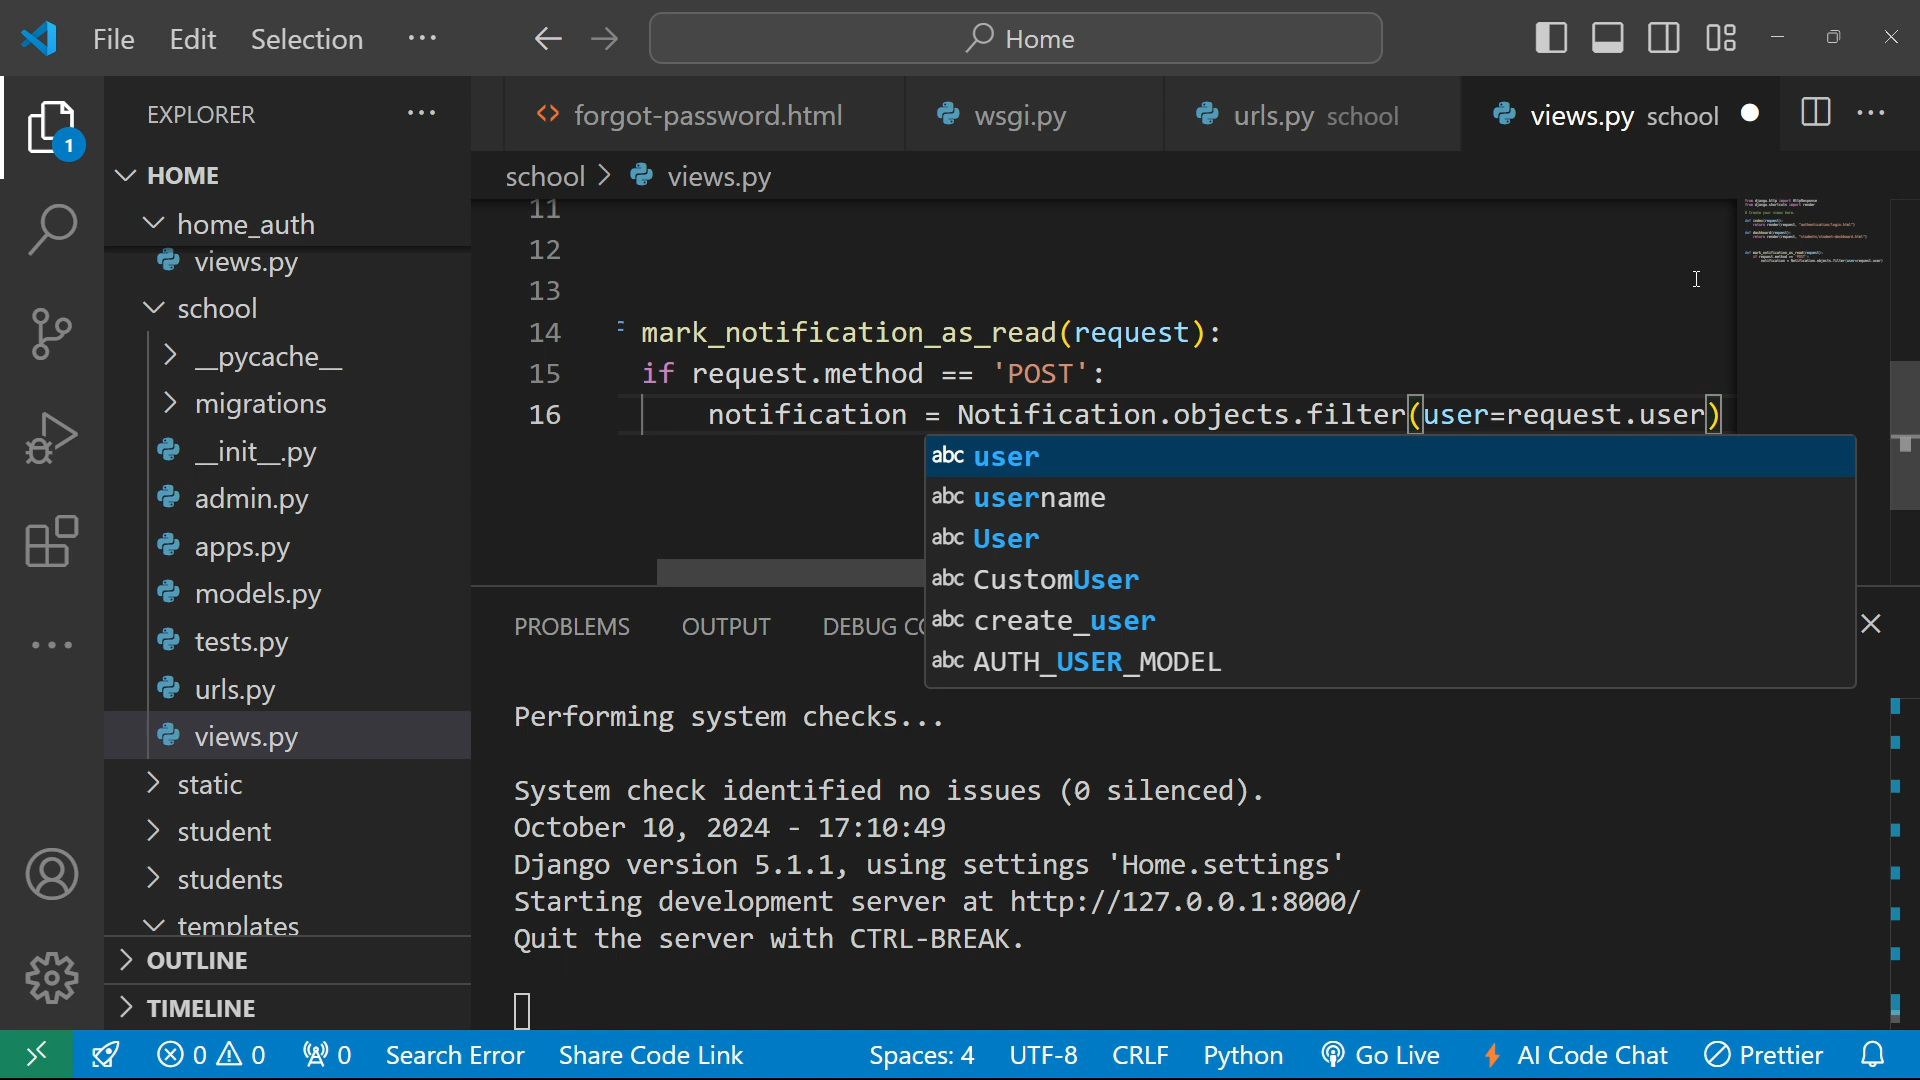 File Edit Selection ··· Home
EXPLORER ···
forgot-password.html wsgi.py urls.py school views.py school ···
HOME
school > views.py
home_auth
views.py
school
__pycache__
migrations
__init__.py
admin.py
apps.py
models.py
tests.py
urls.py
views.py
static
student
students
templates
OUTLINE
TIMELINE
11
12
13
14 mark_notification_as_read(request):
15 if request.method == 'POST':
16 notification = Notification.objects.filter(user=request.user)
abc user
abc username
abc User
abc CustomUser
abc create_user
abc AUTH_USER_MODEL
PROBLEMS OUTPUT DEBUG
Performing system checks...
System check identified no issues (0 silenced).
October 10, 2024 - 17:10:49
Django version 5.1.1, using settings 'Home.settings'
Starting development server at http://127.0.0.1:8000/
Quit the server with CTRL-BREAK.
0 0 0 Search Error Share Code Link Spaces: 4 UTF-8 CRLF Python Go Live AI Code Chat Prettier
1